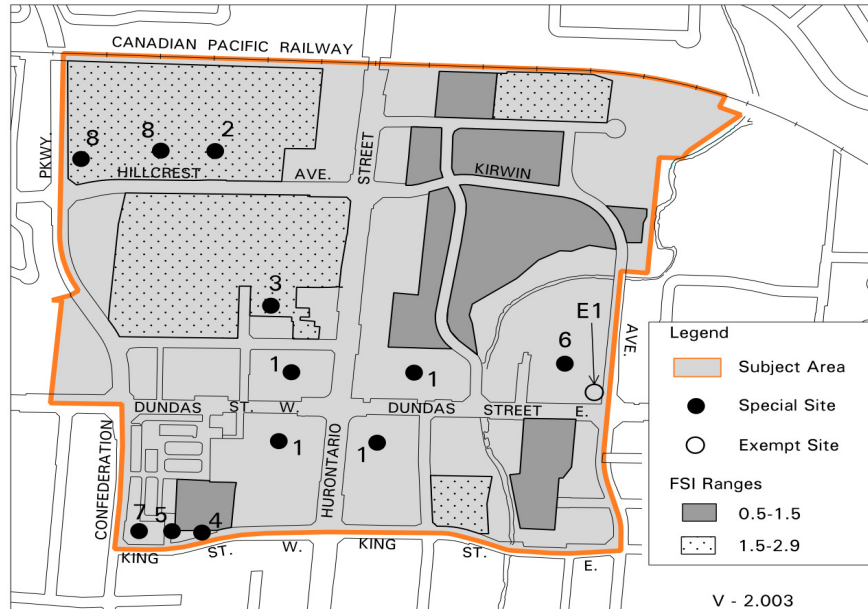 CANADIAN PACIFIC RAILWAY
PKWY.
STREET
8
8
2
HILLCREST AVE.
KIRWIN
3
E1
6
AVE.
1
1
DUNDAS ST. W.
DUNDAS STREET E.
CONFEDERATION
HURONTARIO
1
1
7
5
4
KING ST. W.
KING ST. E.
Legend
Subject Area
Special Site
Exempt Site
FSI Ranges
0.5-1.5
1.5-2.9
V - 2.003